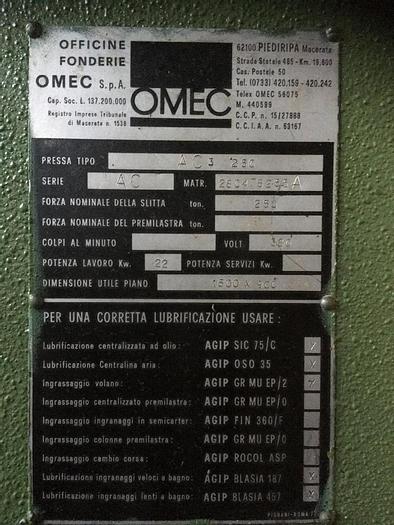 OFFICINE
FONDERIE
OMEC S.p.A.
Cap. Soc. L. 137.200.000
Registro Imprese Tribunale
di Macerata n. 1538
OMEC
62100 PIEDIRIPA Macerata
Strada Statale 485 - Km. 19,600
Cas. Postale 50
Tel. (0733) 420.159 - 420.242
Telex OMEC 56075
M. 440599
C.C.P. n. 15/27868
C.C.I.A.A. n. 63167
PRESSA TIPO AC3 250
SERIE AC MATR. A
FORZA NOMINALE DELLA SLITTA ton. 250
FORZA NOMINALE DEL PREMILASTRA ton.
COLPI AL MINUTO VOLT 380
POTENZA LAVORO Kw. 22 POTENZA SERVIZI Kw.
DIMENSIONE UTILE PIANO 1500 X
PER UNA CORRETTA LUBRIFICAZIONE USARE:
Lubrificazione centralizzata ad olio: AGIP SIC 75/C X
Lubrificazione Centralina aria: AGIP OSO 35 X
Ingrassaggio volano: AGIP GR MU EP/2 X
Ingrassaggio centralizzato premilastra: AGIP GR MU EP/0
Ingrassaggio ingranaggi in semicarter: AGIP FIN 360/F
Ingrassaggio colonne premilastra: AGIP GR MU EP/0
Ingrassaggio cambio corsa: AGIP ROCOL ASP
Lubrificazione ingranaggi veloci a bagno: AGIP BLASIA 187 X
Lubrificazione ingranaggi lenti a bagno: AGIP BLASIA 457 X